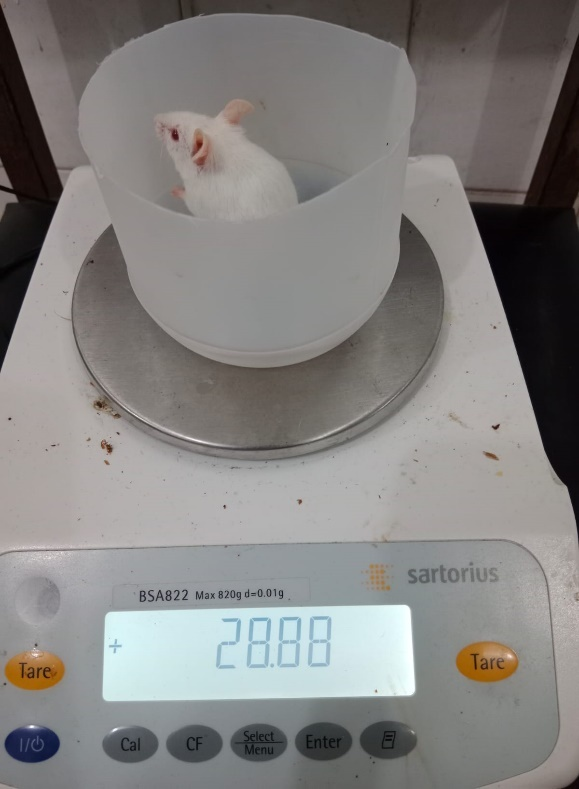 sartorius
BSA822 Max 820g d=0.01g
+ 28.88
Tare
Tare
I/
Cal
CF
Select
Menu
Enter